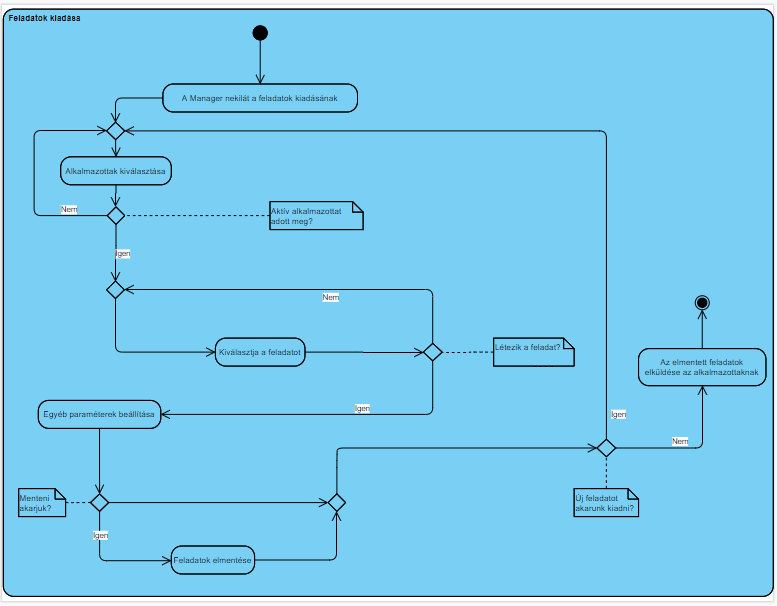 Feladatok kiadása
A Manager nekilát a feladatok kiadásának
Alkalmazottak kiválasztása
Nem
Aktív alkalmazottat
adott meg?
Igen
Nem
Kiválasztja a feladatot
Létezik a feladat?
Az elmentett feladatok
elküldése az alkalmazottaknak
Igen
Egyéb paraméterek beállítása
Igen
Nem
Menteni
akarjuk?
Új feladatot
akarunk kiadni?
Igen
Feladatok elmentése